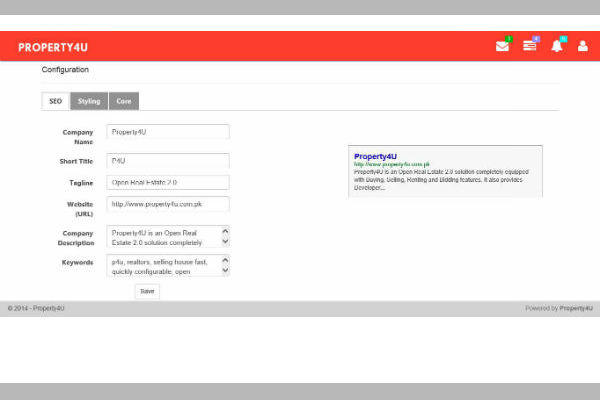 PROPERTY4U
Configuration
SEO Styling Core
Company
Name
Property4U
Short Title
P4U
Tagline
Open Real Estate 2.0
Website
(URL)
http://www.property4u.com.pk
Company
Description
Property4U is an Open Real
Estate 2.0 solution completely
Keywords
p4u, realtors, selling house fast,
quickly configurable, open
Save
Property4U
http://www.property4u.com.pk
Property4U is an Open Real Estate 2.0 solution completely equipped
with Buying, Selling, Renting and Bidding features. It also provides
Developer...
© 2014 - Property4U
Powered by Property4U